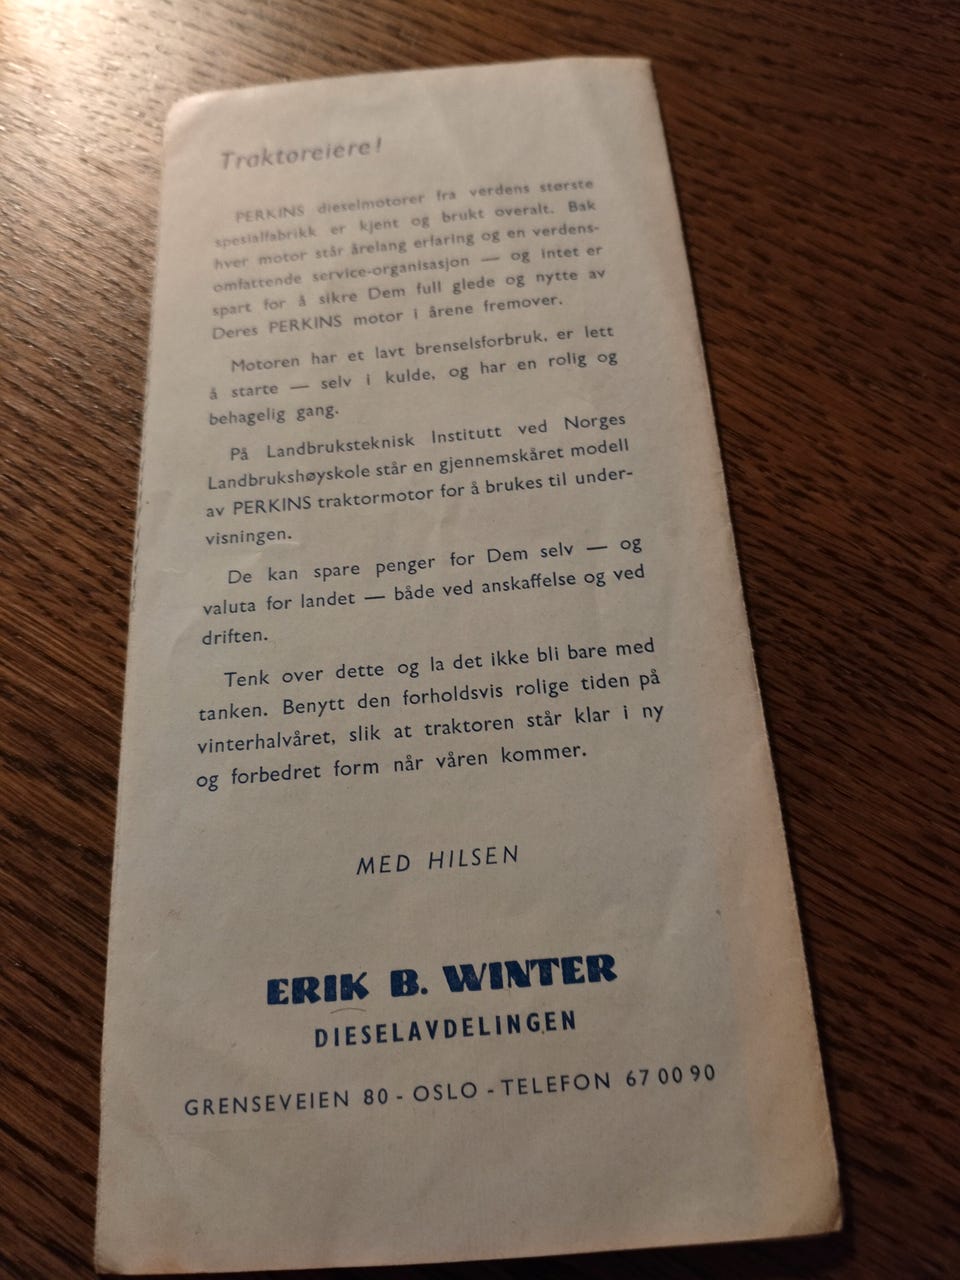 Traktoreiere!
PERKINS dieselmotorer fra verdens største
spesialfabrikk er kjent og brukt overalt. Bak
hver motor står årelang erfaring og en verdens-
omfattende service-organisasjon — og intet er
spart for å sikre Dem full glede og nytte av
Deres PERKINS motor i årene fremover.
Motoren har et lavt brenselsforbruk, er lett
å starte — selv i kulde, og har en rolig og
behagelig gang.
På Landbruksteknisk Institutt ved Norges
Landbrukshøyskole står en gjennemskåret modell
av PERKINS traktormotor for å brukes til under-
visningen.
De kan spare penger for Dem selv — og
valuta for landet — både ved anskaffelse og ved
driften.
Tenk over dette og la det ikke bli bare med
tanken. Benytt den forholdsvis rolige tiden på
vinterhalvåret, slik at traktoren står klar i ny
og forbedret form når våren kommer.
MED HILSEN
ERIK B. WINTER
DIESELAVDELINGEN
GRENSEVEIEN 80 - OSLO - TELEFON 67 00 90